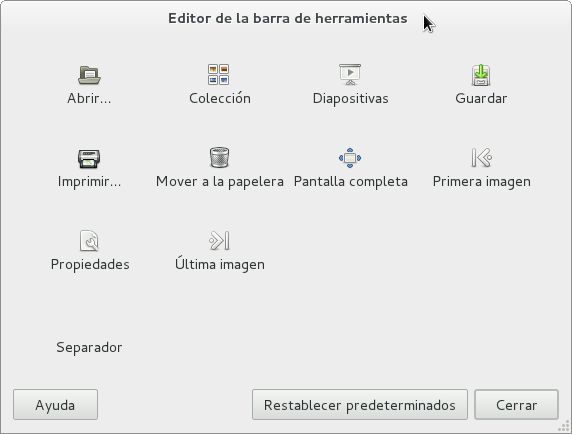 Editor de la barra de herramientas
Abrir... Colección Diapositivas Guardar
Imprimir... Mover a la papelera Pantalla completa Primera imagen
Propiedades Última imagen
Separador
Ayuda Restablecer predeterminados Cerrar